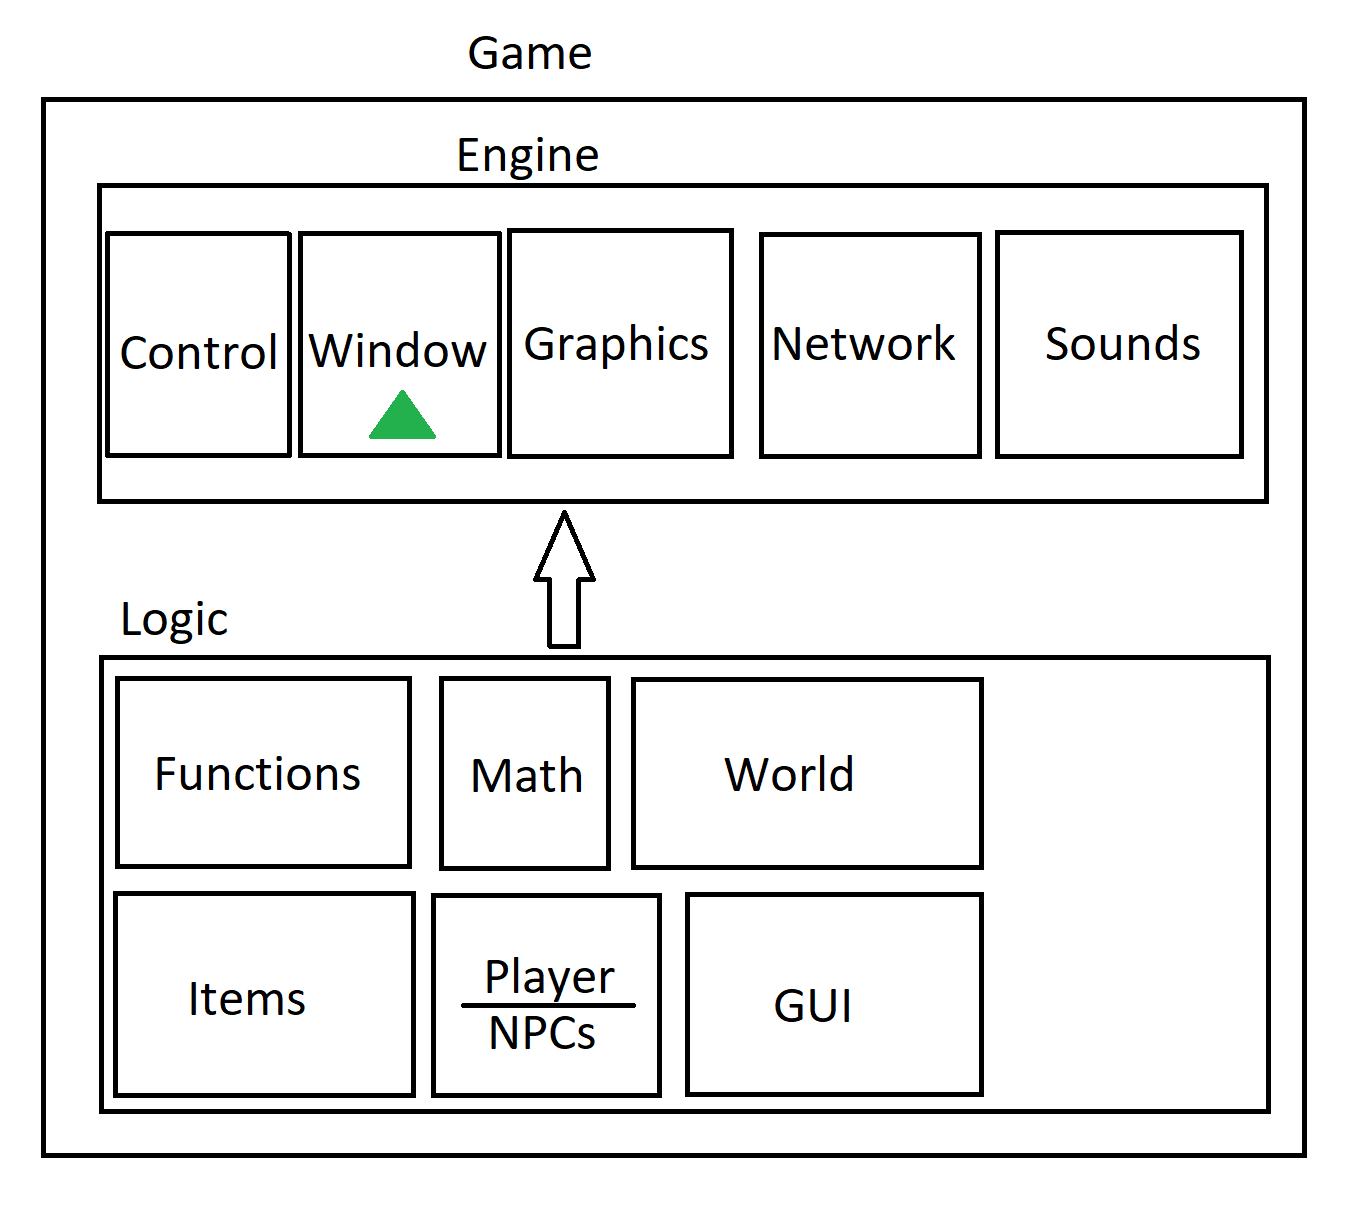 Game
Engine
Control
Window
Graphics
Network
Sounds
Logic
Functions
Math
World
Items
Player
NPCs
GUI